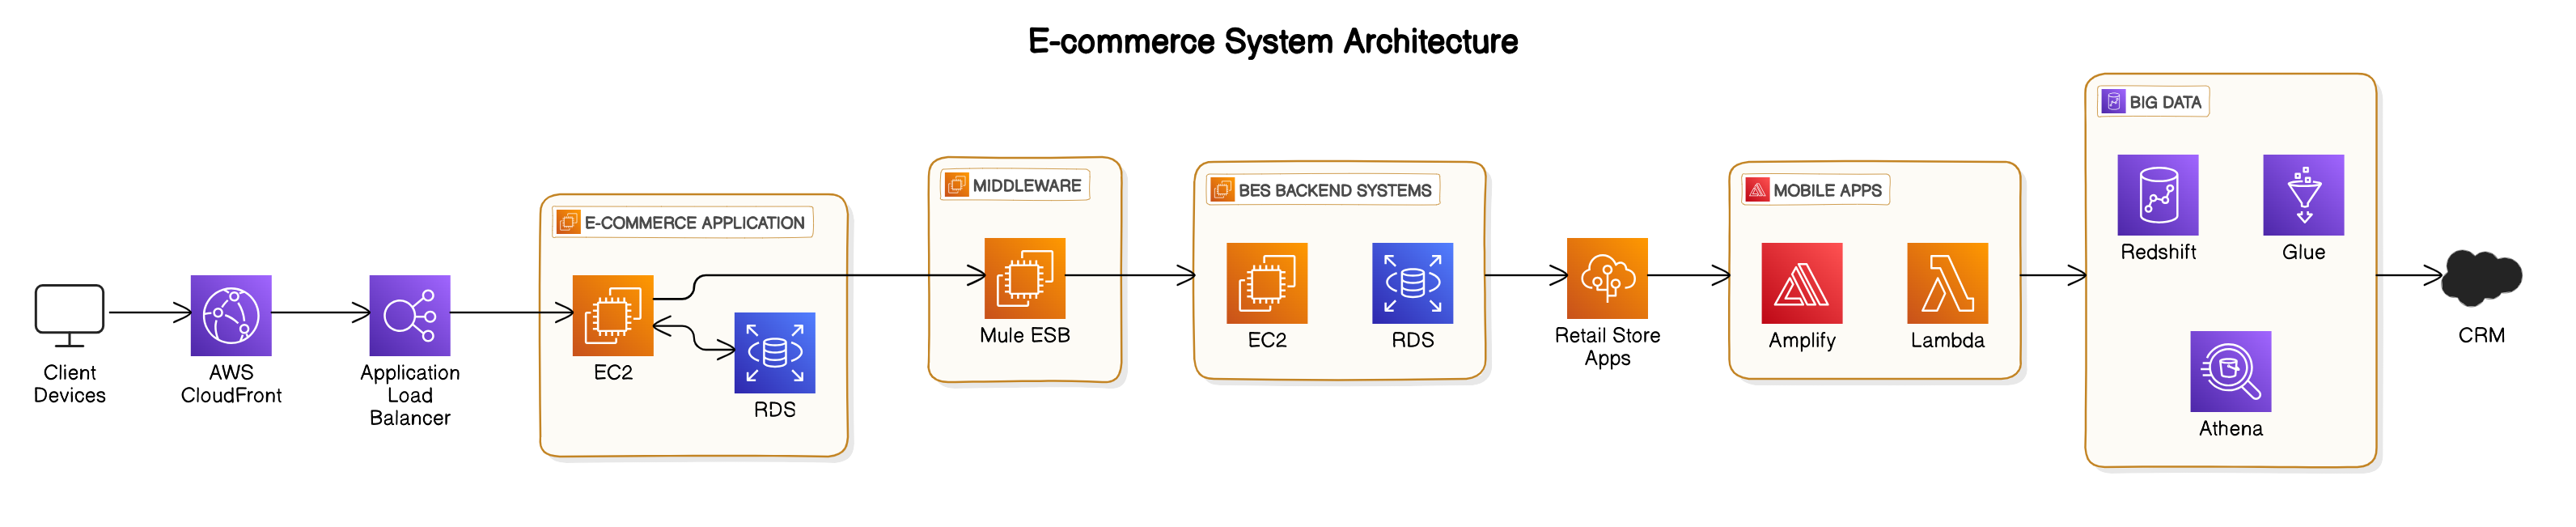 E-commerce System Architecture
Client
Devices
AWS
CloudFront
Application
Load
Balancer
E-COMMERCE APPLICATION
EC2
RDS
MIDDLEWARE
Mule ESB
BES BACKEND SYSTEMS
EC2
RDS
Retail Store
Apps
MOBILE APPS
Amplify
Lambda
BIG DATA
Redshift
Glue
Athena
CRM